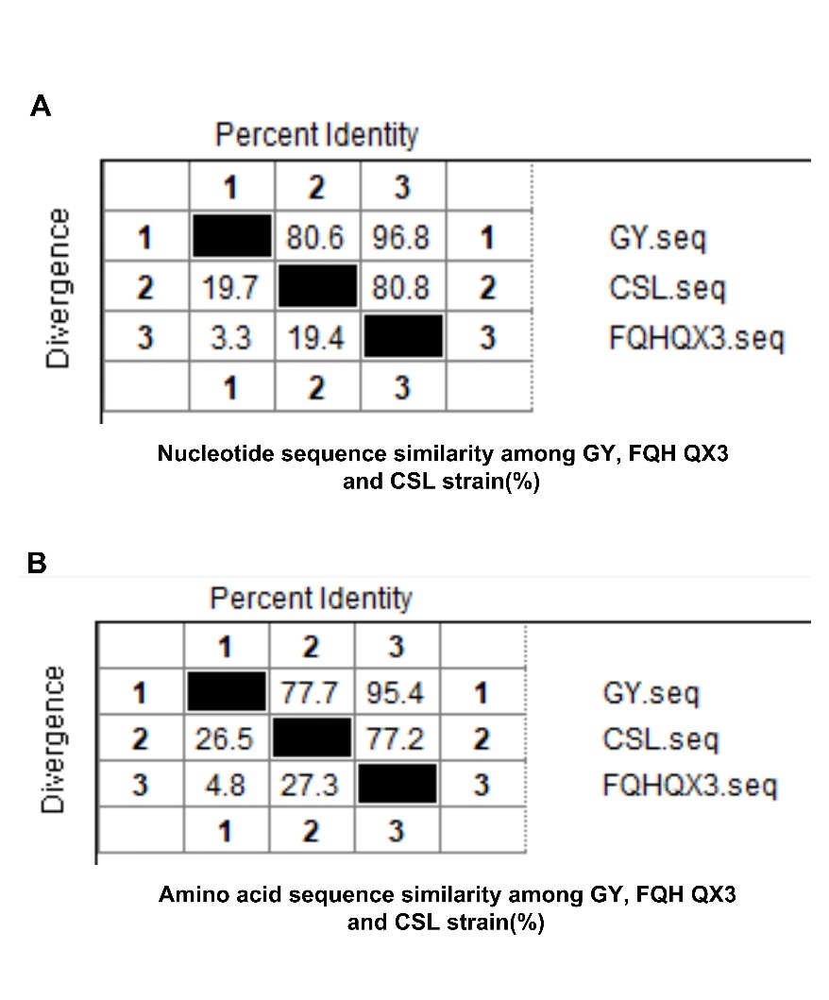 A
Percent Identity
Divergence
1 2 3
1 80.6 96.8 1 GY.seq
2 19.7 80.8 2 CSL.seq
3 3.3 19.4 3 FQHQX3.seq
1 2 3
Nucleotide sequence similarity among GY, FQH QX3
and CSL strain(%)
B
Percent Identity
Divergence
1 2 3
1 77.7 95.4 1 GY.seq
2 26.5 77.2 2 CSL.seq
3 4.8 27.3 3 FQHQX3.seq
1 2 3
Amino acid sequence similarity among GY, FQH QX3
and CSL strain(%)